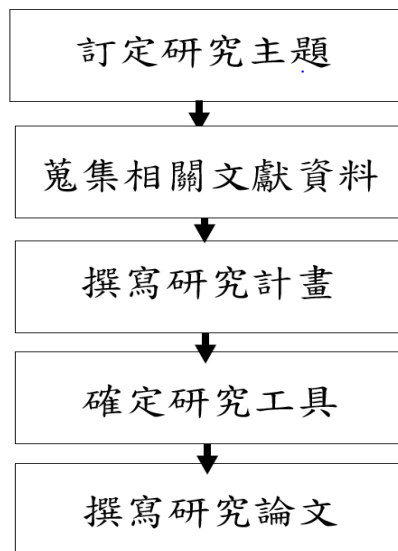 訂定研究主題
蒐集相關文獻資料
撰寫研究計畫
確定研究工具
撰寫研究論文